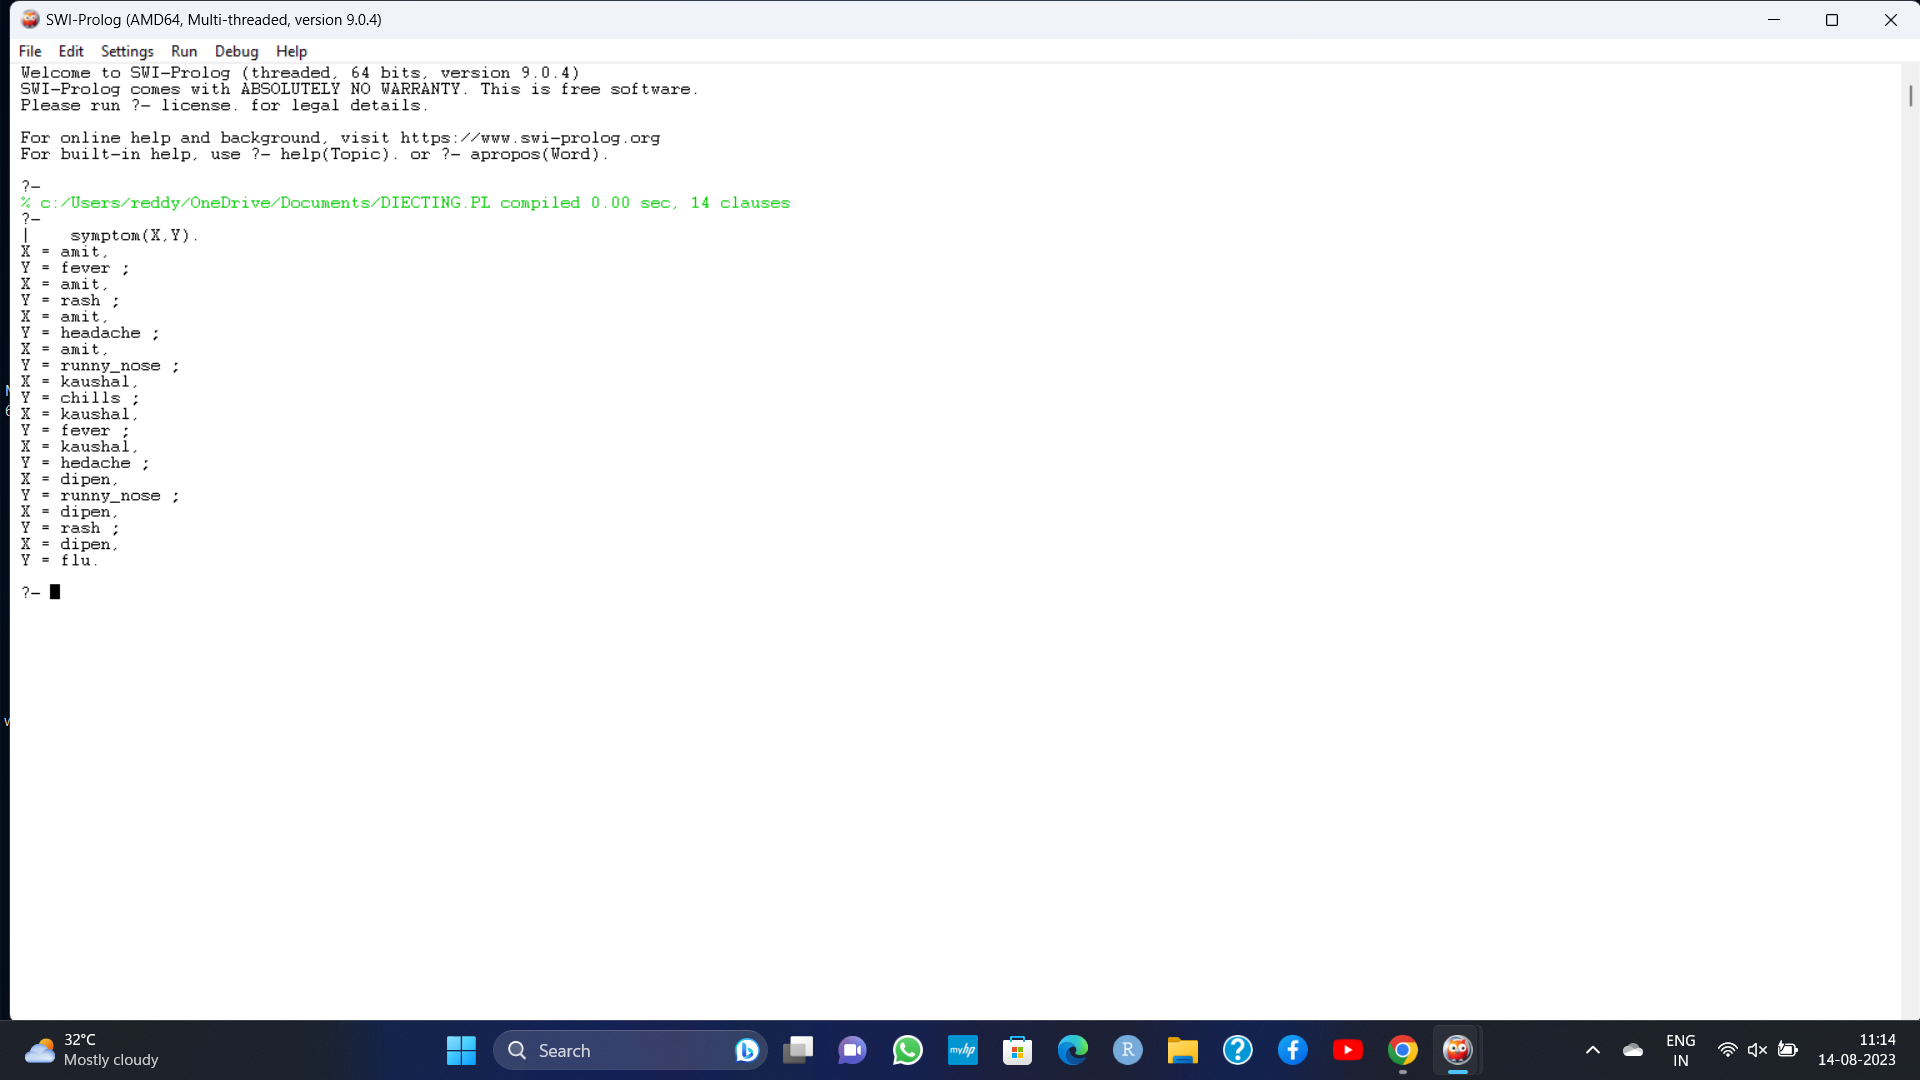 SWI-Prolog (AMD64, Multi-threaded, version 9.0.4)
File Edit Settings Run Debug Help
Welcome to SWI-Prolog (threaded, 64 bits, version 9.0.4)
SWI-Prolog comes with ABSOLUTELY NO WARRANTY. This is free software.
Please run ?- license. for legal details.
For online help and background, visit https://www.swi-prolog.org
For built-in help, use ?- help(Topic). or ?- apropos(Word).
?-
% c:/Users/reddy/OneDrive/Documents/DIECTING.PL compiled 0.00 sec, 14 clauses
?-
|    symptom(X,Y).
X = amit,
Y = fever ;
X = amit,
Y = rash ;
X = amit,
Y = headache ;
X = amit,
Y = runny_nose ;
X = kaushal,
Y = chills ;
X = kaushal,
Y = fever ;
X = kaushal,
Y = hedache ;
X = dipen,
Y = runny_nose ;
X = dipen,
Y = rash ;
X = dipen,
Y = flu.
?-
32°C
Mostly cloudy
Search
myhp
R
ENG
IN
11:14
14-08-2023